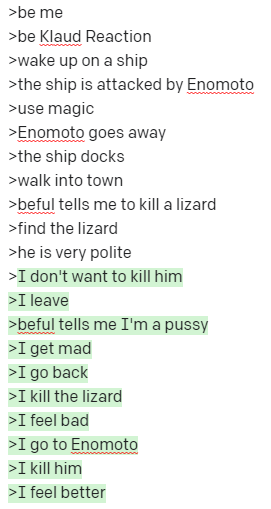 >be me
>be Klaud Reaction
>wake up on a ship
>the ship is attacked by Enomoto
>use magic
>Enomoto goes away
>the ship docks
>walk into town
>beful tells me to kill a lizard
>find the lizard
>he is very polite
>I don't want to kill him
>I leave
>beful tells me I'm a pussy
>I get mad
>I go back
>I kill the lizard
>I feel bad
>I go to Enomoto
>I kill him
>I feel better